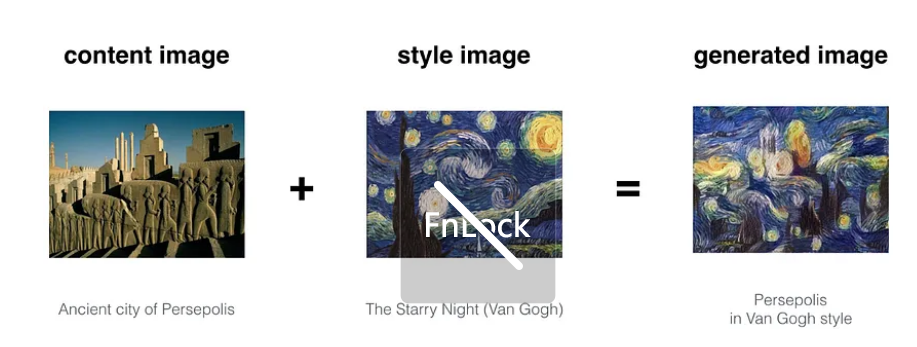 content image
style image
generated image
+
=
FnLock
Ancient city of Persepolis
The Starry Night (Van Gogh)
Persepolis
in Van Gogh style